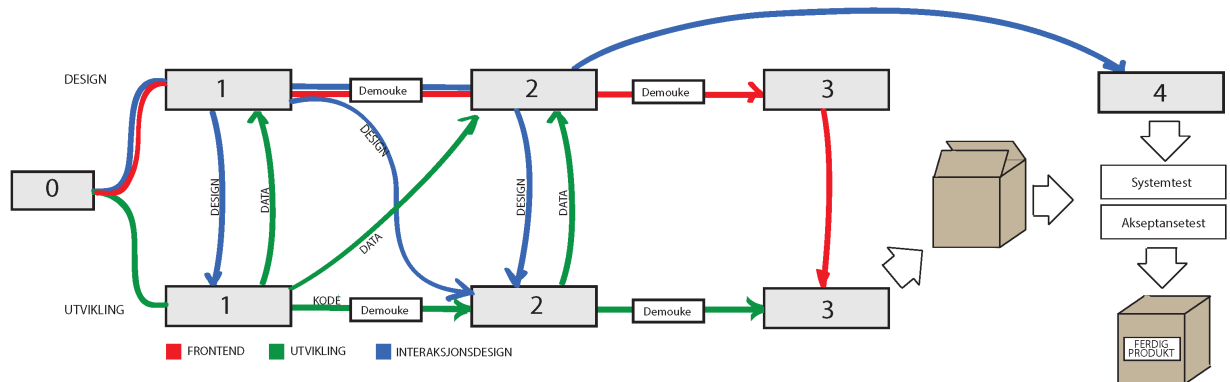 DESIGN
1
Demouke
2
Demouke
3
4
0
DESIGN
DATA
DESIGN
DATA
DESIGN
DATA
Systemtest
Akseptansetest
UTVIKLING
1
KODE
Demouke
2
Demouke
3
FERDIG
PRODUKT
FRONTEND
UTVIKLING
INTERAKSJONSDESIGN